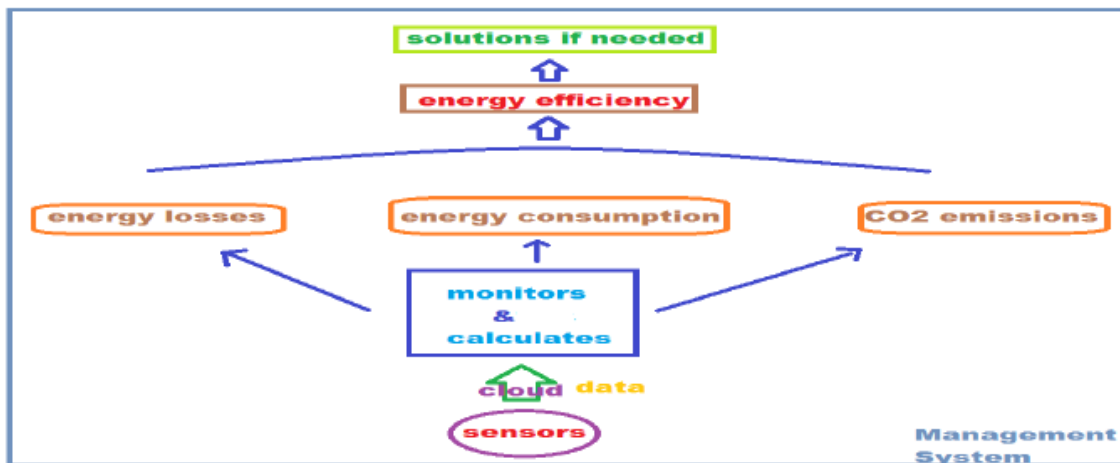 solutions if needed
energy efficiency
energy losses
energy consumption
CO2 emissions
monitors
&
calculates
cloud data
sensors
Management
System